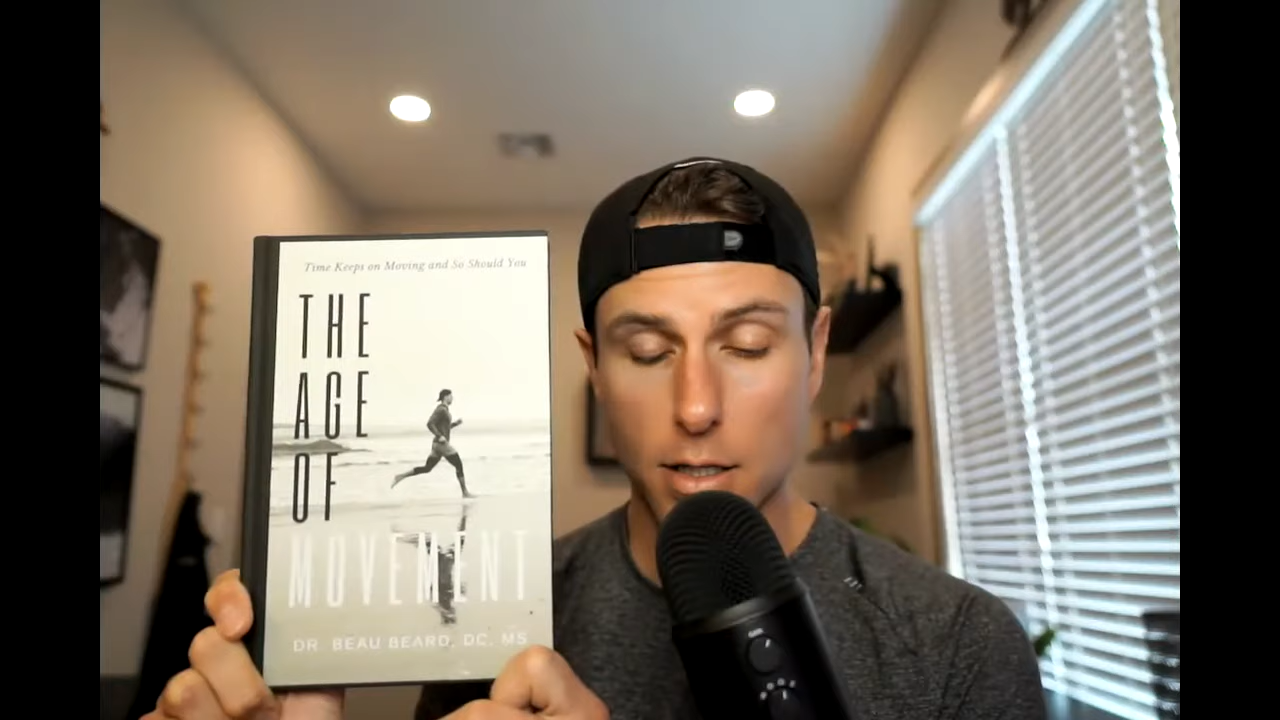 Time Keeps on Moving and So Should You
THE
AGE
OF
MOVEMENT
DR. BEAU BEARD, DC, MS